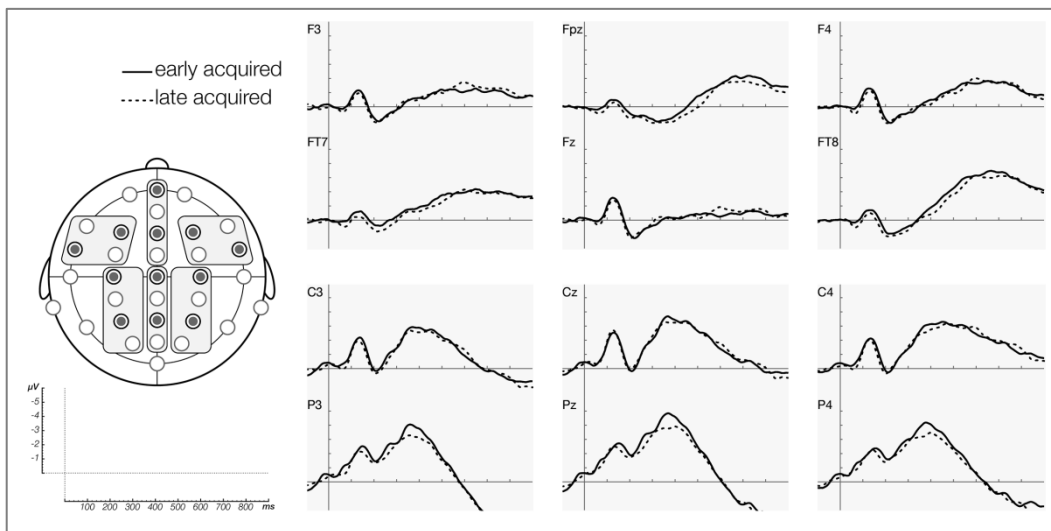 early acquired
late acquired
F3
Fpz
F4
FT7
Fz
FT8
C3
Cz
C4
P3
Pz
P4
μV
-5
-4
-3
-2
-1
100 200 300 400 500 600 700 800 ms